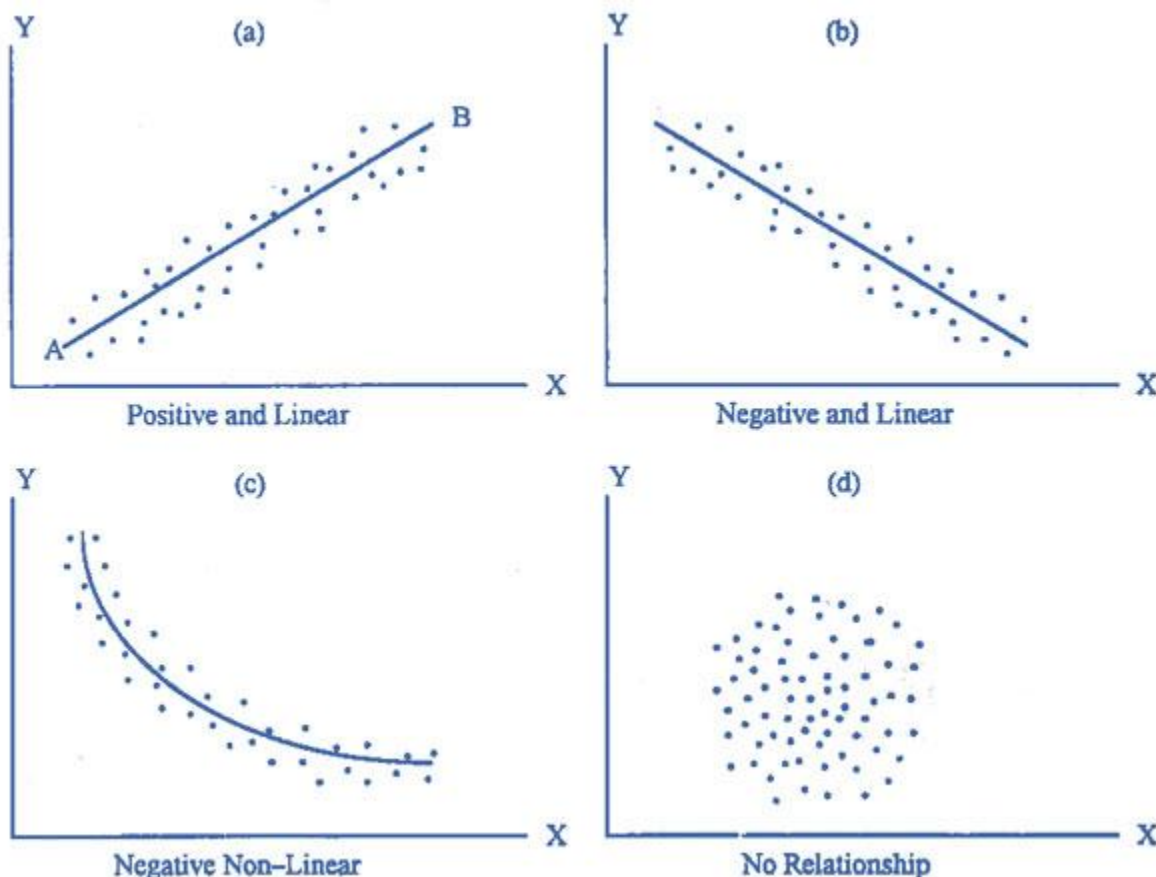 Y (a)
B
A
X
Positive and Linear
Y (b)
X
Negative and Linear
Y (c)
X
Negative Non–Linear
Y (d)
X
No Relationship